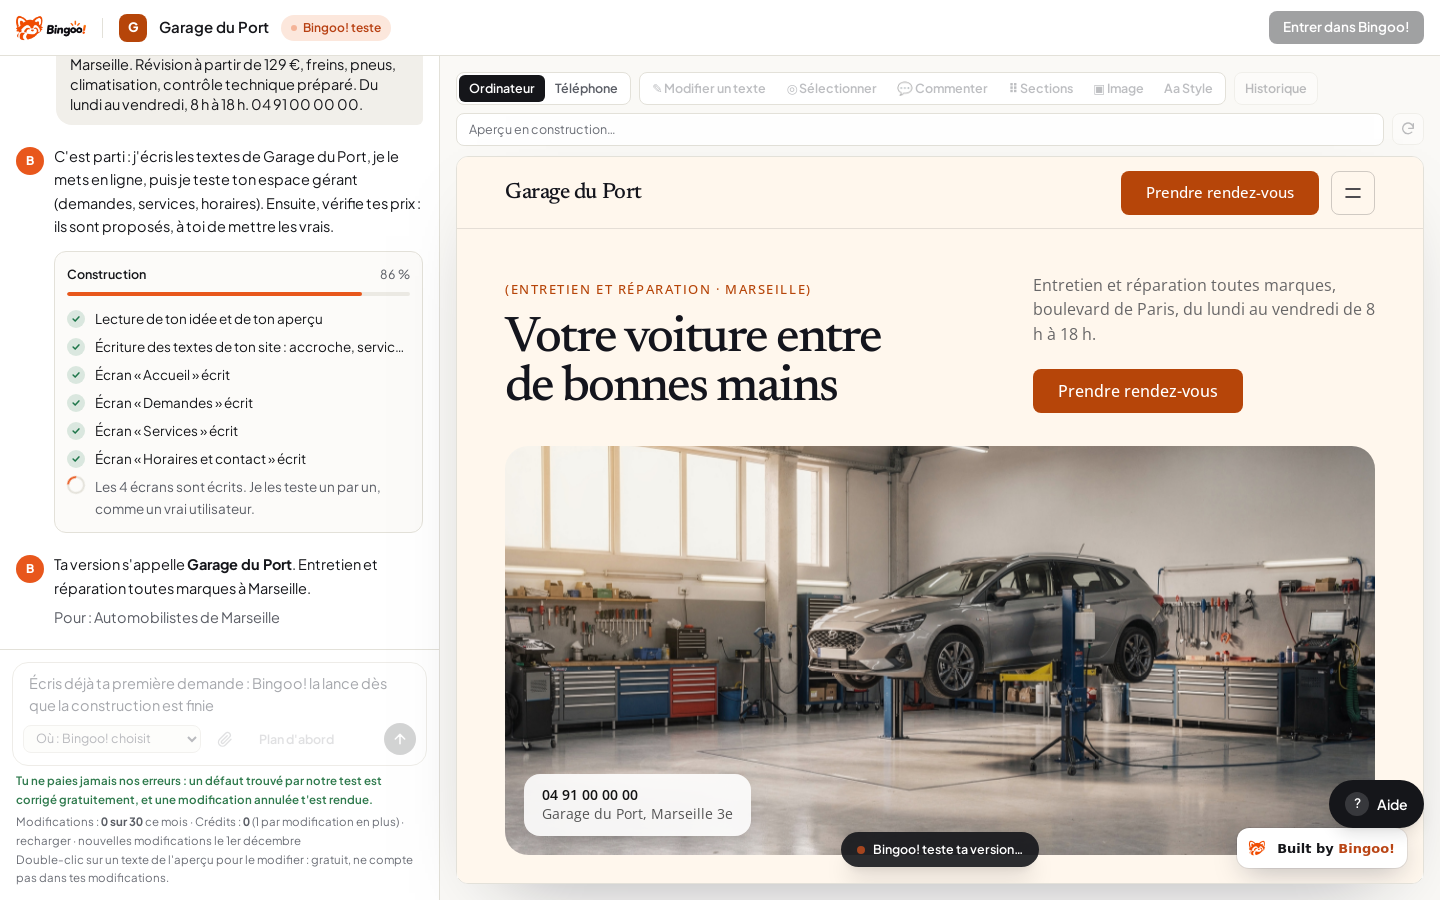 Bingoo!
G
Garage du Port
Bingoo! teste
Entrer dans Bingoo!
Marseille. Révision à partir de 129 €, freins, pneus,
climatisation, contrôle technique préparé. Du
lundi au vendredi, 8 h à 18 h. 04 91 00 00 00.
B
C'est parti : j'écris les textes de Garage du Port, je le
mets en ligne, puis je teste ton espace gérant
(demandes, services, horaires). Ensuite, vérifie tes prix :
ils sont proposés, à toi de mettre les vrais.
Construction
86 %
Lecture de ton idée et de ton aperçu
Écriture des textes de ton site : accroche, servic...
Écran « Accueil » écrit
Écran « Demandes » écrit
Écran « Services » écrit
Écran « Horaires et contact » écrit
Les 4 écrans sont écrits. Je les teste un par un,
comme un vrai utilisateur.
B
Ta version s'appelle Garage du Port. Entretien et
réparation toutes marques à Marseille.
Pour : Automobilistes de Marseille
Écris déjà ta première demande : Bingoo! la lance dès
que la construction est finie
Où : Bingoo! choisit
Plan d'abord
Tu ne paies jamais nos erreurs : un défaut trouvé par notre test est
corrigé gratuitement, et une modification annulée t'est rendue.
Modifications : 0 sur 30 ce mois · Crédits : 0 (1 par modification en plus) ·
recharger · nouvelles modifications le 1er décembre
Double-clic sur un texte de l'aperçu pour le modifier : gratuit, ne compte
pas dans tes modifications.
Ordinateur
Téléphone
Modifier un texte
Sélectionner
Commenter
Sections
Image
Aa Style
Historique
Aperçu en construction...
Garage du Port
Prendre rendez-vous
(ENTRETIEN ET RÉPARATION · MARSEILLE)
Votre voiture entre
de bonnes mains
Entretien et réparation toutes marques,
boulevard de Paris, du lundi au vendredi de 8
h à 18 h.
Prendre rendez-vous
04 91 00 00 00
Garage du Port, Marseille 3e
Bingoo! teste ta version...
? Aide
Built by Bingoo!